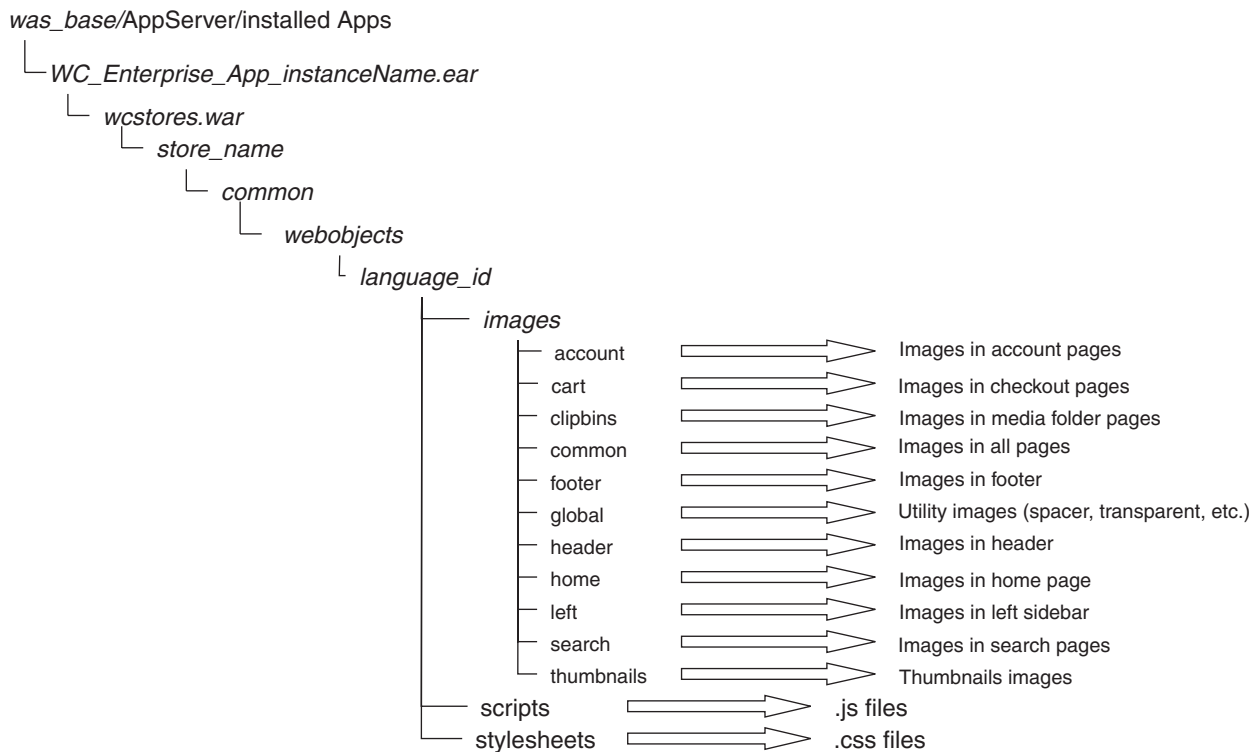 was_base/AppServer/installed Apps
WC_Enterprise_App_instanceName.ear
wcstores.war
store_name
common
webobjects
language_id
images
account Images in account pages
cart Images in checkout pages
clipbins Images in media folder pages
common Images in all pages
footer Images in footer
global Utility images (spacer, transparent, etc.)
header Images in header
home Images in home page
left Images in left sidebar
search Images in search pages
thumbnails Thumbnails images
scripts .js files
stylesheets .css files